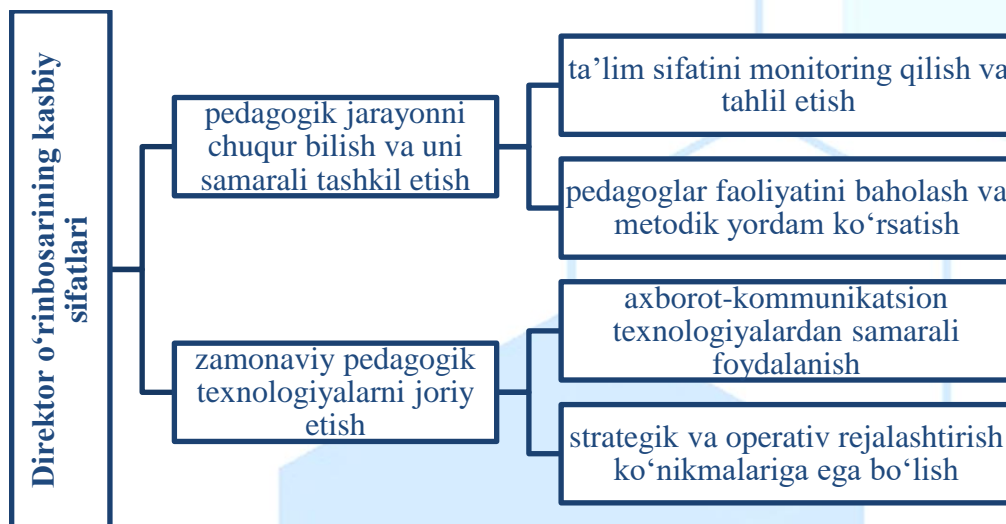 Direktor o‘rinbosarining kasbiy
sifatlari
pedagogik jarayonni
chuqur bilish va uni
samarali tashkil etish
ta’lim sifatini monitoring qilish va
tahlil etish
pedagoglar faoliyatini baholash va
metodik yordam ko‘rsatish
zamonaviy pedagogik
texnologiyalarni joriy
etish
axborot-kommunikatsion
texnologiyalardan samarali
foydalanish
strategik va operativ rejalashtirish
ko‘nikmalariga ega bo‘lish